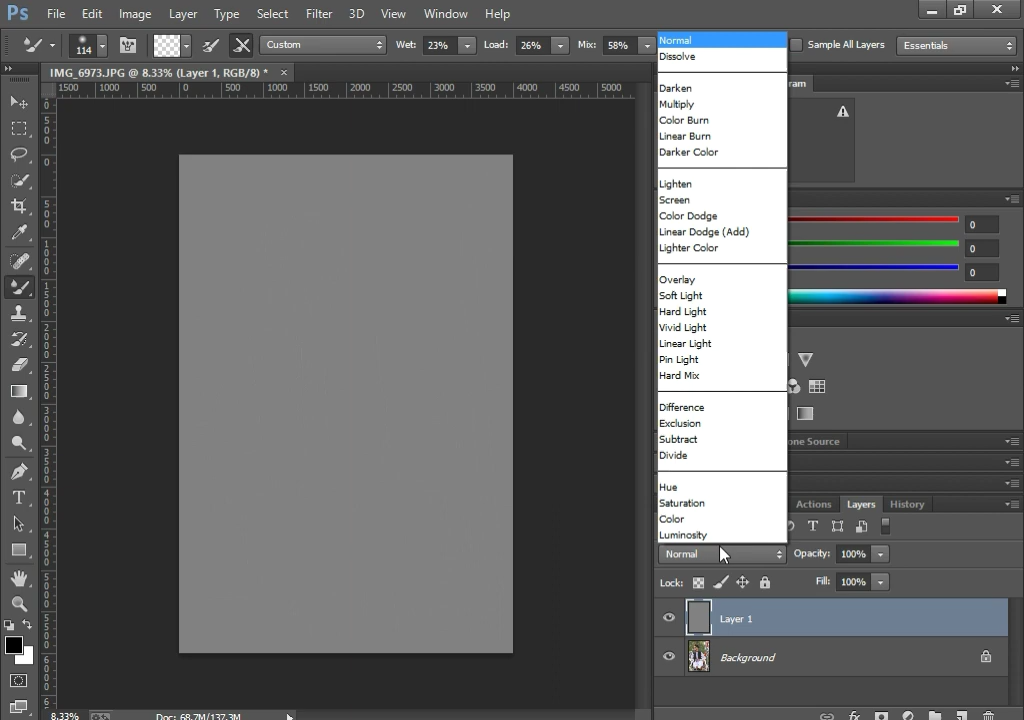 Ps File Edit Image Layer Type Select Filter 3D View Window Help
114 Custom Wet: 23% Load: 26% Mix: 58% Sample All Layers Essentials
IMG_6973.JPG @ 8.33% (Layer 1, RGB/8) * ×
1500 1000 500 0 500 1000 1500 2000 2500 3000 3500 4000 4500 5000
Normal
Dissolve
Darken
Multiply
Color Burn
Linear Burn
Darker Color
Lighten
Screen
Color Dodge
Linear Dodge (Add)
Lighter Color
Overlay
Soft Light
Hard Light
Vivid Light
Linear Light
Pin Light
Hard Mix
Difference
Exclusion
Subtract
Divide
Hue
Saturation
Color
Luminosity
ram
0
0
0
one Source
Actions Layers History
Normal Opacity: 100%
Lock: Fill: 100%
Layer 1
Background
8.33% Doc: 68.7M/137.3M